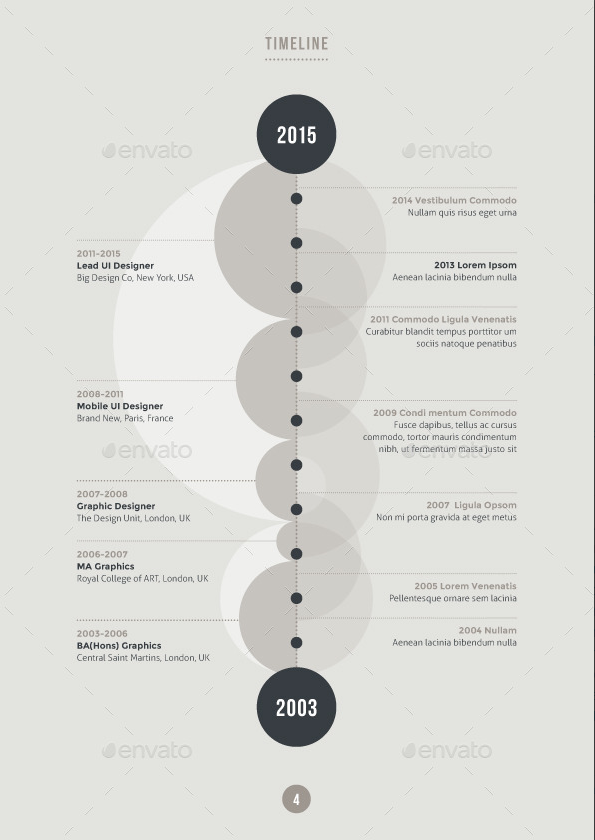 TIMELINE
2015
envato
envato
2014 Vestibulum Commodo
Nullam quis risus eget urna
2011-2015
Lead UI Designer
Big Design Co, New York, USA
2013 Lorem Ipsom
Aenean lacinia bibendum nulla
2011 Commodo Ligula Venenatis
Curabitur blandit tempus porttitor um
sociis natoque penatibus
2008-2011
Mobile UI Designer
Brand New, Paris, France
2009 Condi mentum Commodo
Fusce dapibus, tellus ac cursus
commodo, tortor mauris condimentum
nibh, ut fermentum massa justo sit
envato
envato
2007-2008
Graphic Designer
The Design Unit, London, UK
2007 Ligula Opsom
Non mi porta gravida at eget metus
2006-2007
MA Graphics
Royal College of ART, London, UK
2005 Lorem Venenatis
Pellentesque ornare sem lacinia
2003-2006
BA(Hons) Graphics
Central Saint Martins, London, UK
2004 Nullam
Aenean lacinia bibendum nulla
2003
envato
envato
4